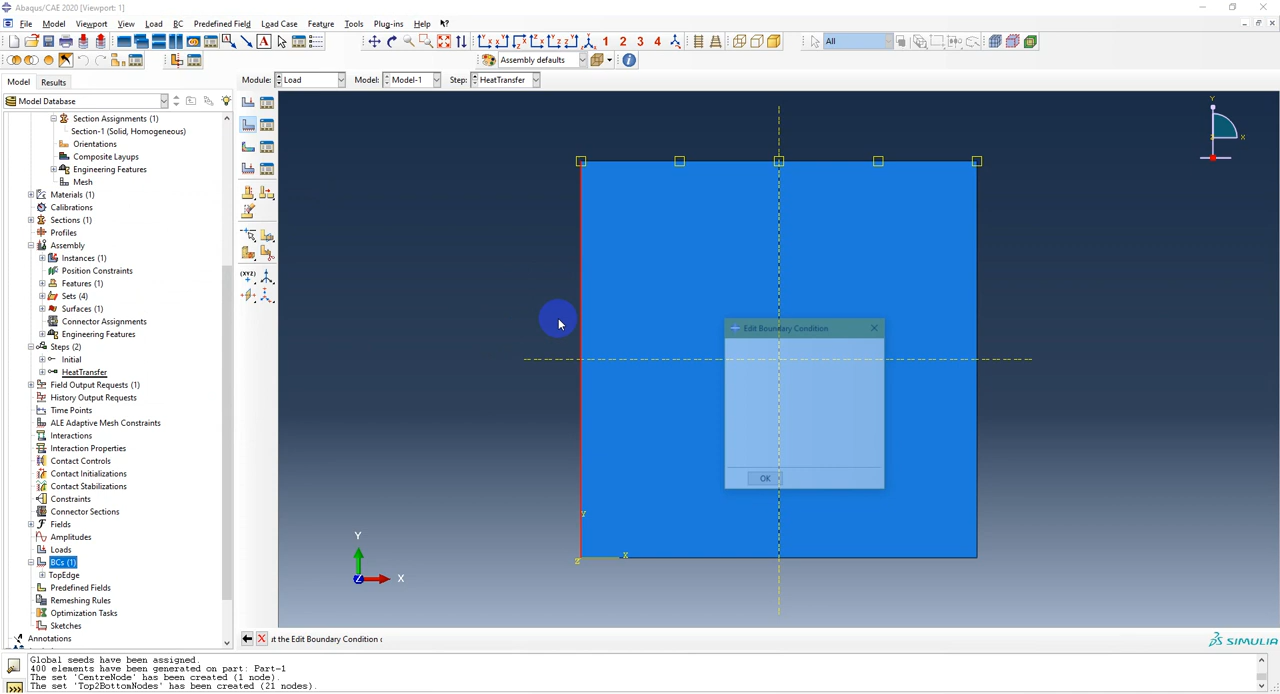 Abaqus/CAE 2020 [Viewport: 1]
File Model Viewport View Load BC Predefined Field Load Case Feature Tools Plug-ins Help
1 2 3 4 All
Assembly defaults
Model Results Module: Load Model: Model-1 Step: HeatTransfer
Model Database
Section Assignments (1)
Section-1 (Solid, Homogeneous)
Orientations
Composite Layups
Engineering Features
Mesh
Materials (1)
Calibrations
Sections (1)
Profiles
Assembly
Instances (1)
Position Constraints
Features (1)
Sets (4)
Surfaces (1)
Connector Assignments
Engineering Features
Steps (2)
Initial
HeatTransfer
Field Output Requests (1)
History Output Requests
Time Points
ALE Adaptive Mesh Constraints
Interactions
Interaction Properties
Contact Controls
Contact Initializations
Contact Stabilizations
Constraints
Connector Sections
Fields
Amplitudes
Loads
BCs (1)
TopEdge
Predefined Fields
Remeshing Rules
Optimization Tasks
Sketches
Annotations
(XYZ)
Y
X
Z
Edit Boundary Condition
OK
Y
X
Z
Y
X
Z
ıt the Edit Boundary Condition c
SIMULIA
Global seeds have been assigned.
400 elements have been generated on part: Part-1
The set 'CentreNode' has been created (1 node).
The set 'Top2BottomNodes' has been created (21 nodes).